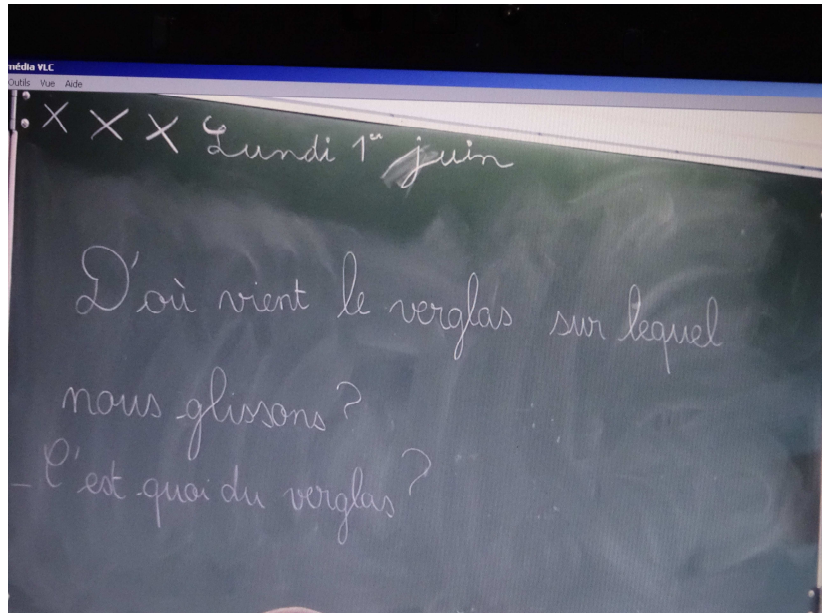 média VLC
Outils Vue Aide
X X X Lundi 1er juin
D'où vient le verglas sur lequel
nous glissons ?
- C'est quoi du verglas ?